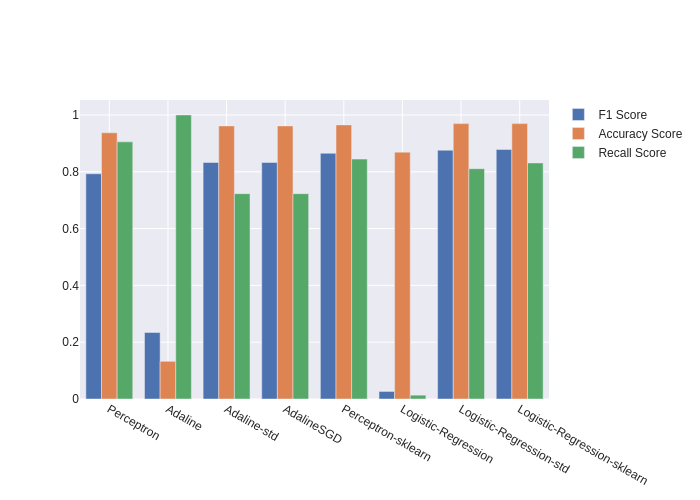 F1 Score
Accuracy Score
Recall Score
1
0.8
0.6
0.4
0.2
0
Perceptron
Adaline
Adaline-std
AdalineSGD
Perceptron-sklearn
Logistic-Regression
Logistic-Regression-std
Logistic-Regression-sklearn